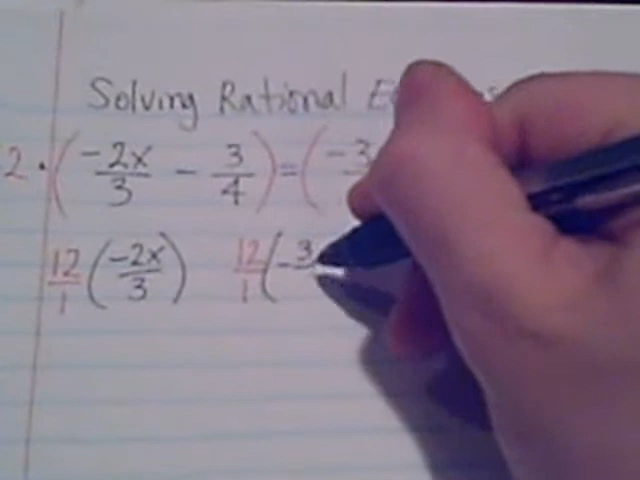 Solving Rational
2 · (-2x/3 - 3/4) = (-3
12/1 (-2x/3) 12/1 (-3